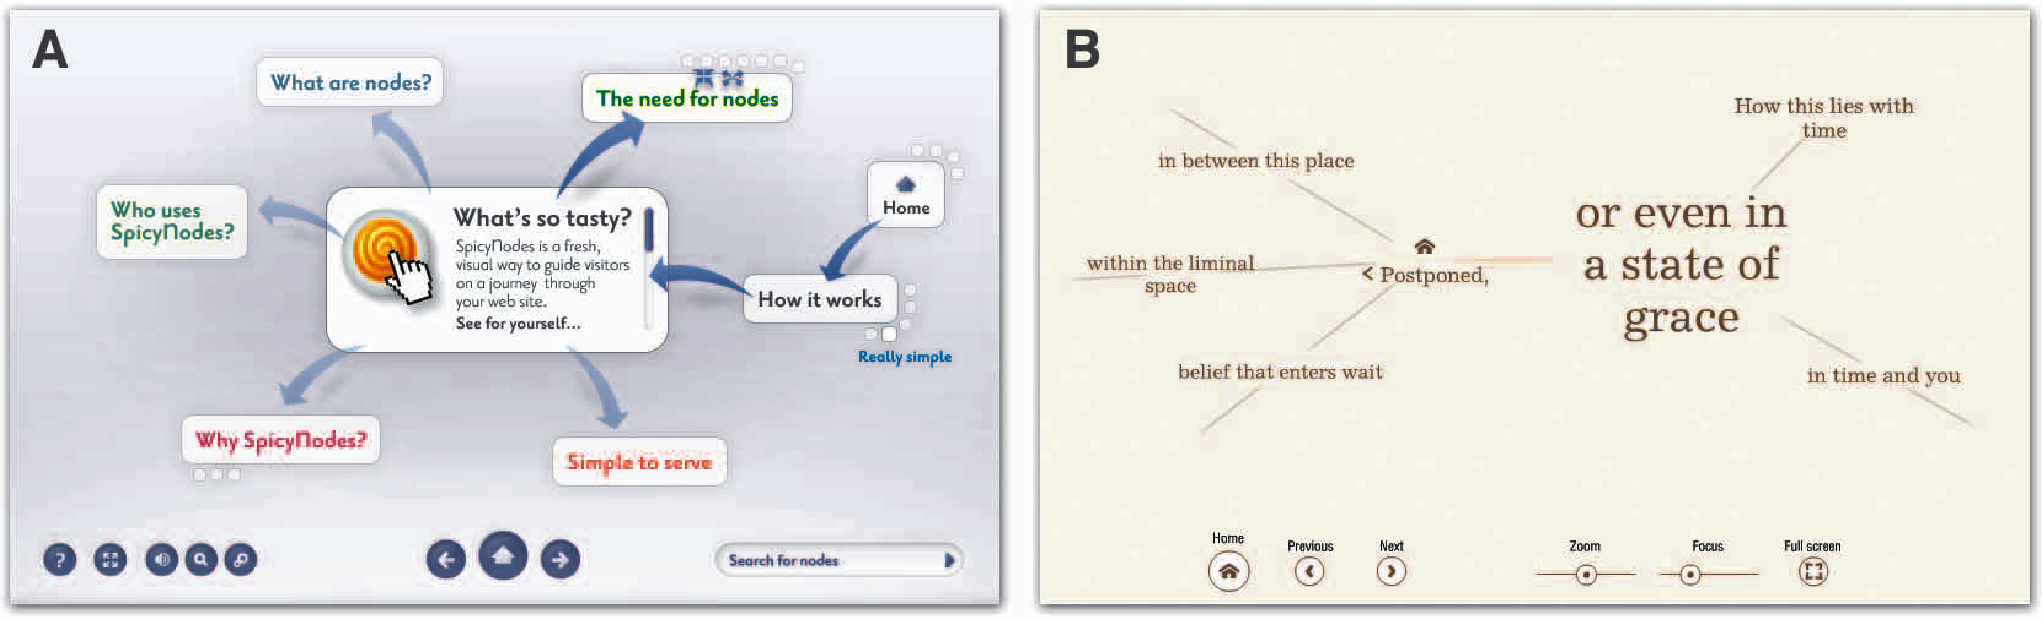 A
What are nodes?
The need for nodes
Home
Who uses
SpicyNodes?
What's so tasty?
SpicyNodes is a fresh,
visual way to guide visitors
on a journey through
your web site.
See for yourself...
How it works
Really simple
Why SpicyNodes?
Simple to serve
?
Search for nodes
B
How this lies with
time
in between this place
or even in
a state of
grace
within the liminal
space
< Postponed,
belief that enters wait
in time and you
Home
Previous
Next
Zoom
Focus
Full screen